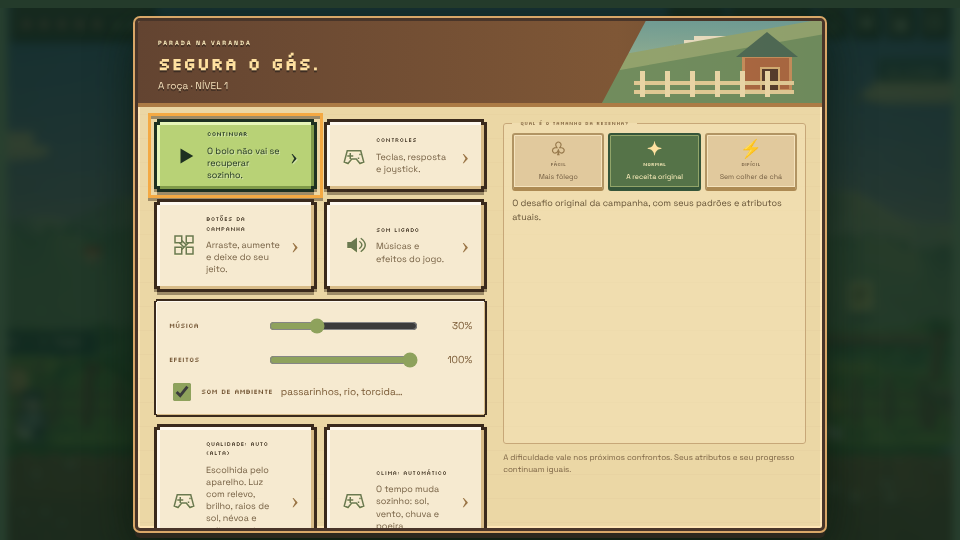 PARADA NA VARANDA
SEGURA O GÁS.
A roça · NÍVEL 1
CONTINUAR
O bolo não vai se
recuperar
sozinho.
CONTROLES
Teclas, resposta
e joystick.
BOTÕES DA
CAMPANHA
Arraste, aumente
e deixe do seu
jeito.
SOM LIGADO
Músicas e
efeitos do jogo.
MÚSICA
30%
EFEITOS
100%
SOM DE AMBIENTE passarinhos, rio, torcida...
QUALIDADE: AUTO
(ALTA)
Escolhida pelo
aparelho. Luz
com relevo,
brilho, raios de
sol, névoa e
CLIMA: AUTOMÁTICO
O tempo muda
sozinho: sol,
vento, chuva e
poeira
QUAL É O TAMANHO DA RESENHA?
FÁCIL
Mais fôlego
NORMAL
A receita original
DIFÍCIL
Sem colher de chá
O desafio original da campanha, com seus padrões e atributos
atuais.
A dificuldade vale nos próximos confrontos. Seus atributos e seu progresso
continuam iguais.